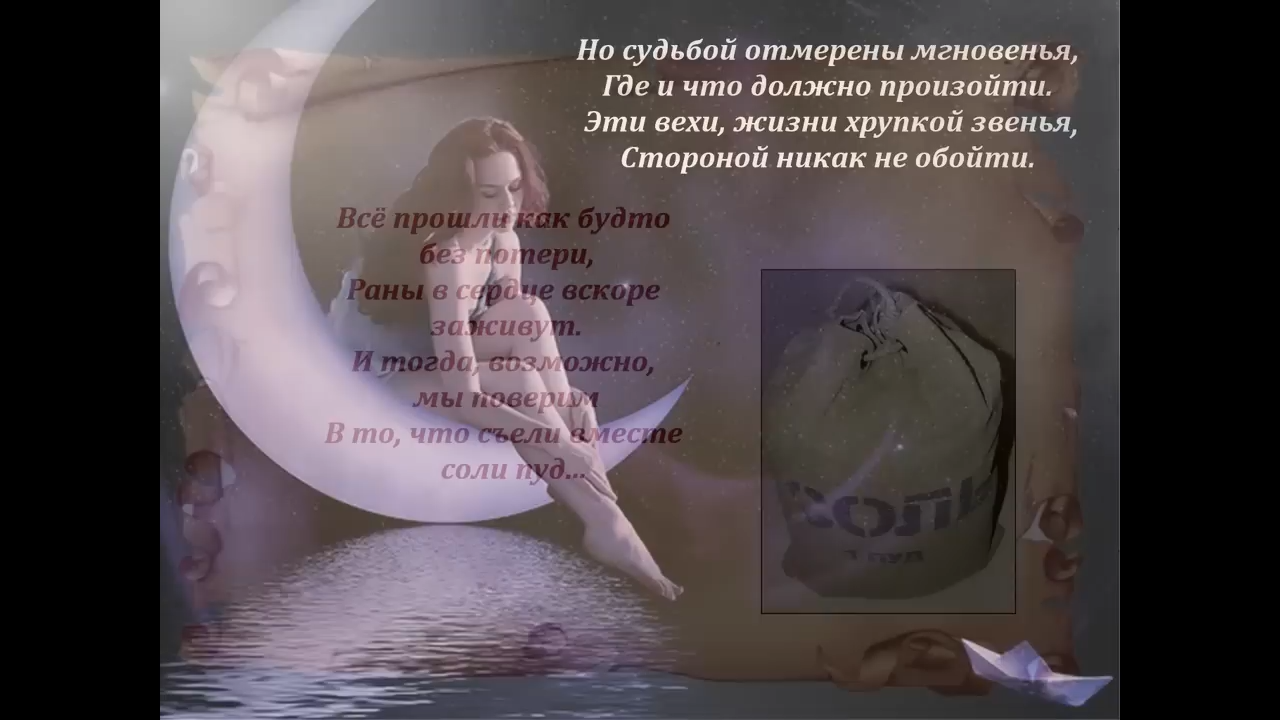 Но судьбой отмерены мгновенья,
Где и что должно произойти.
Эти вехи, жизни хрупкой звенья,
Стороной никак не обойти.
Всё прошли как будто
без потери,
Раны в сердце вскоре
заживут.
И тогда, возможно,
мы поверим
В то, что съели вместе
соли пуд...
СОЛЬ
1 ПУД